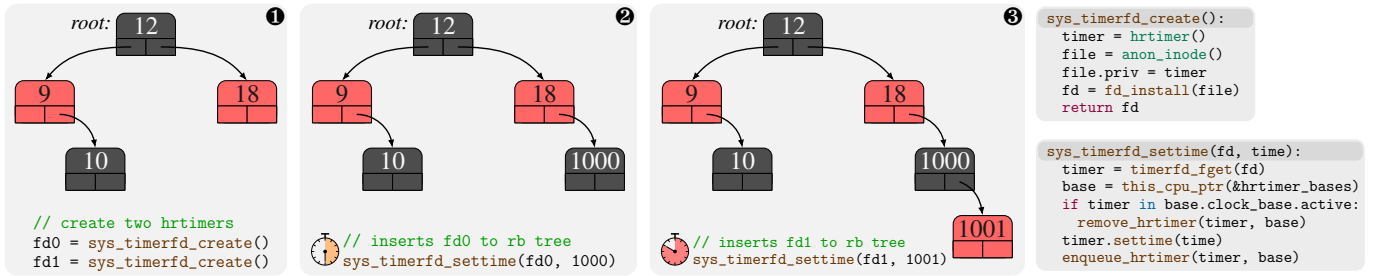 ❶
root: 12
9
18
10
// create two hrtimers
fd0 = sys_timerfd_create()
fd1 = sys_timerfd_create()
❷
root: 12
9
18
10
1000
// inserts fd0 to rb tree
sys_timerfd_settime(fd0, 1000)
❸
root: 12
9
18
10
1000
1001
// inserts fd1 to rb tree
sys_timerfd_settime(fd1, 1001)
sys_timerfd_create():
timer = hrtimer()
file = anon_inode()
file.priv = timer
fd = fd_install(file)
return fd
sys_timerfd_settime(fd, time):
timer = timerfd_fget(fd)
base = this_cpu_ptr(&hrtimer_bases)
if timer in base.clock_base.active:
remove_hrtimer(timer, base)
timer.settime(time)
enqueue_hrtimer(timer, base)